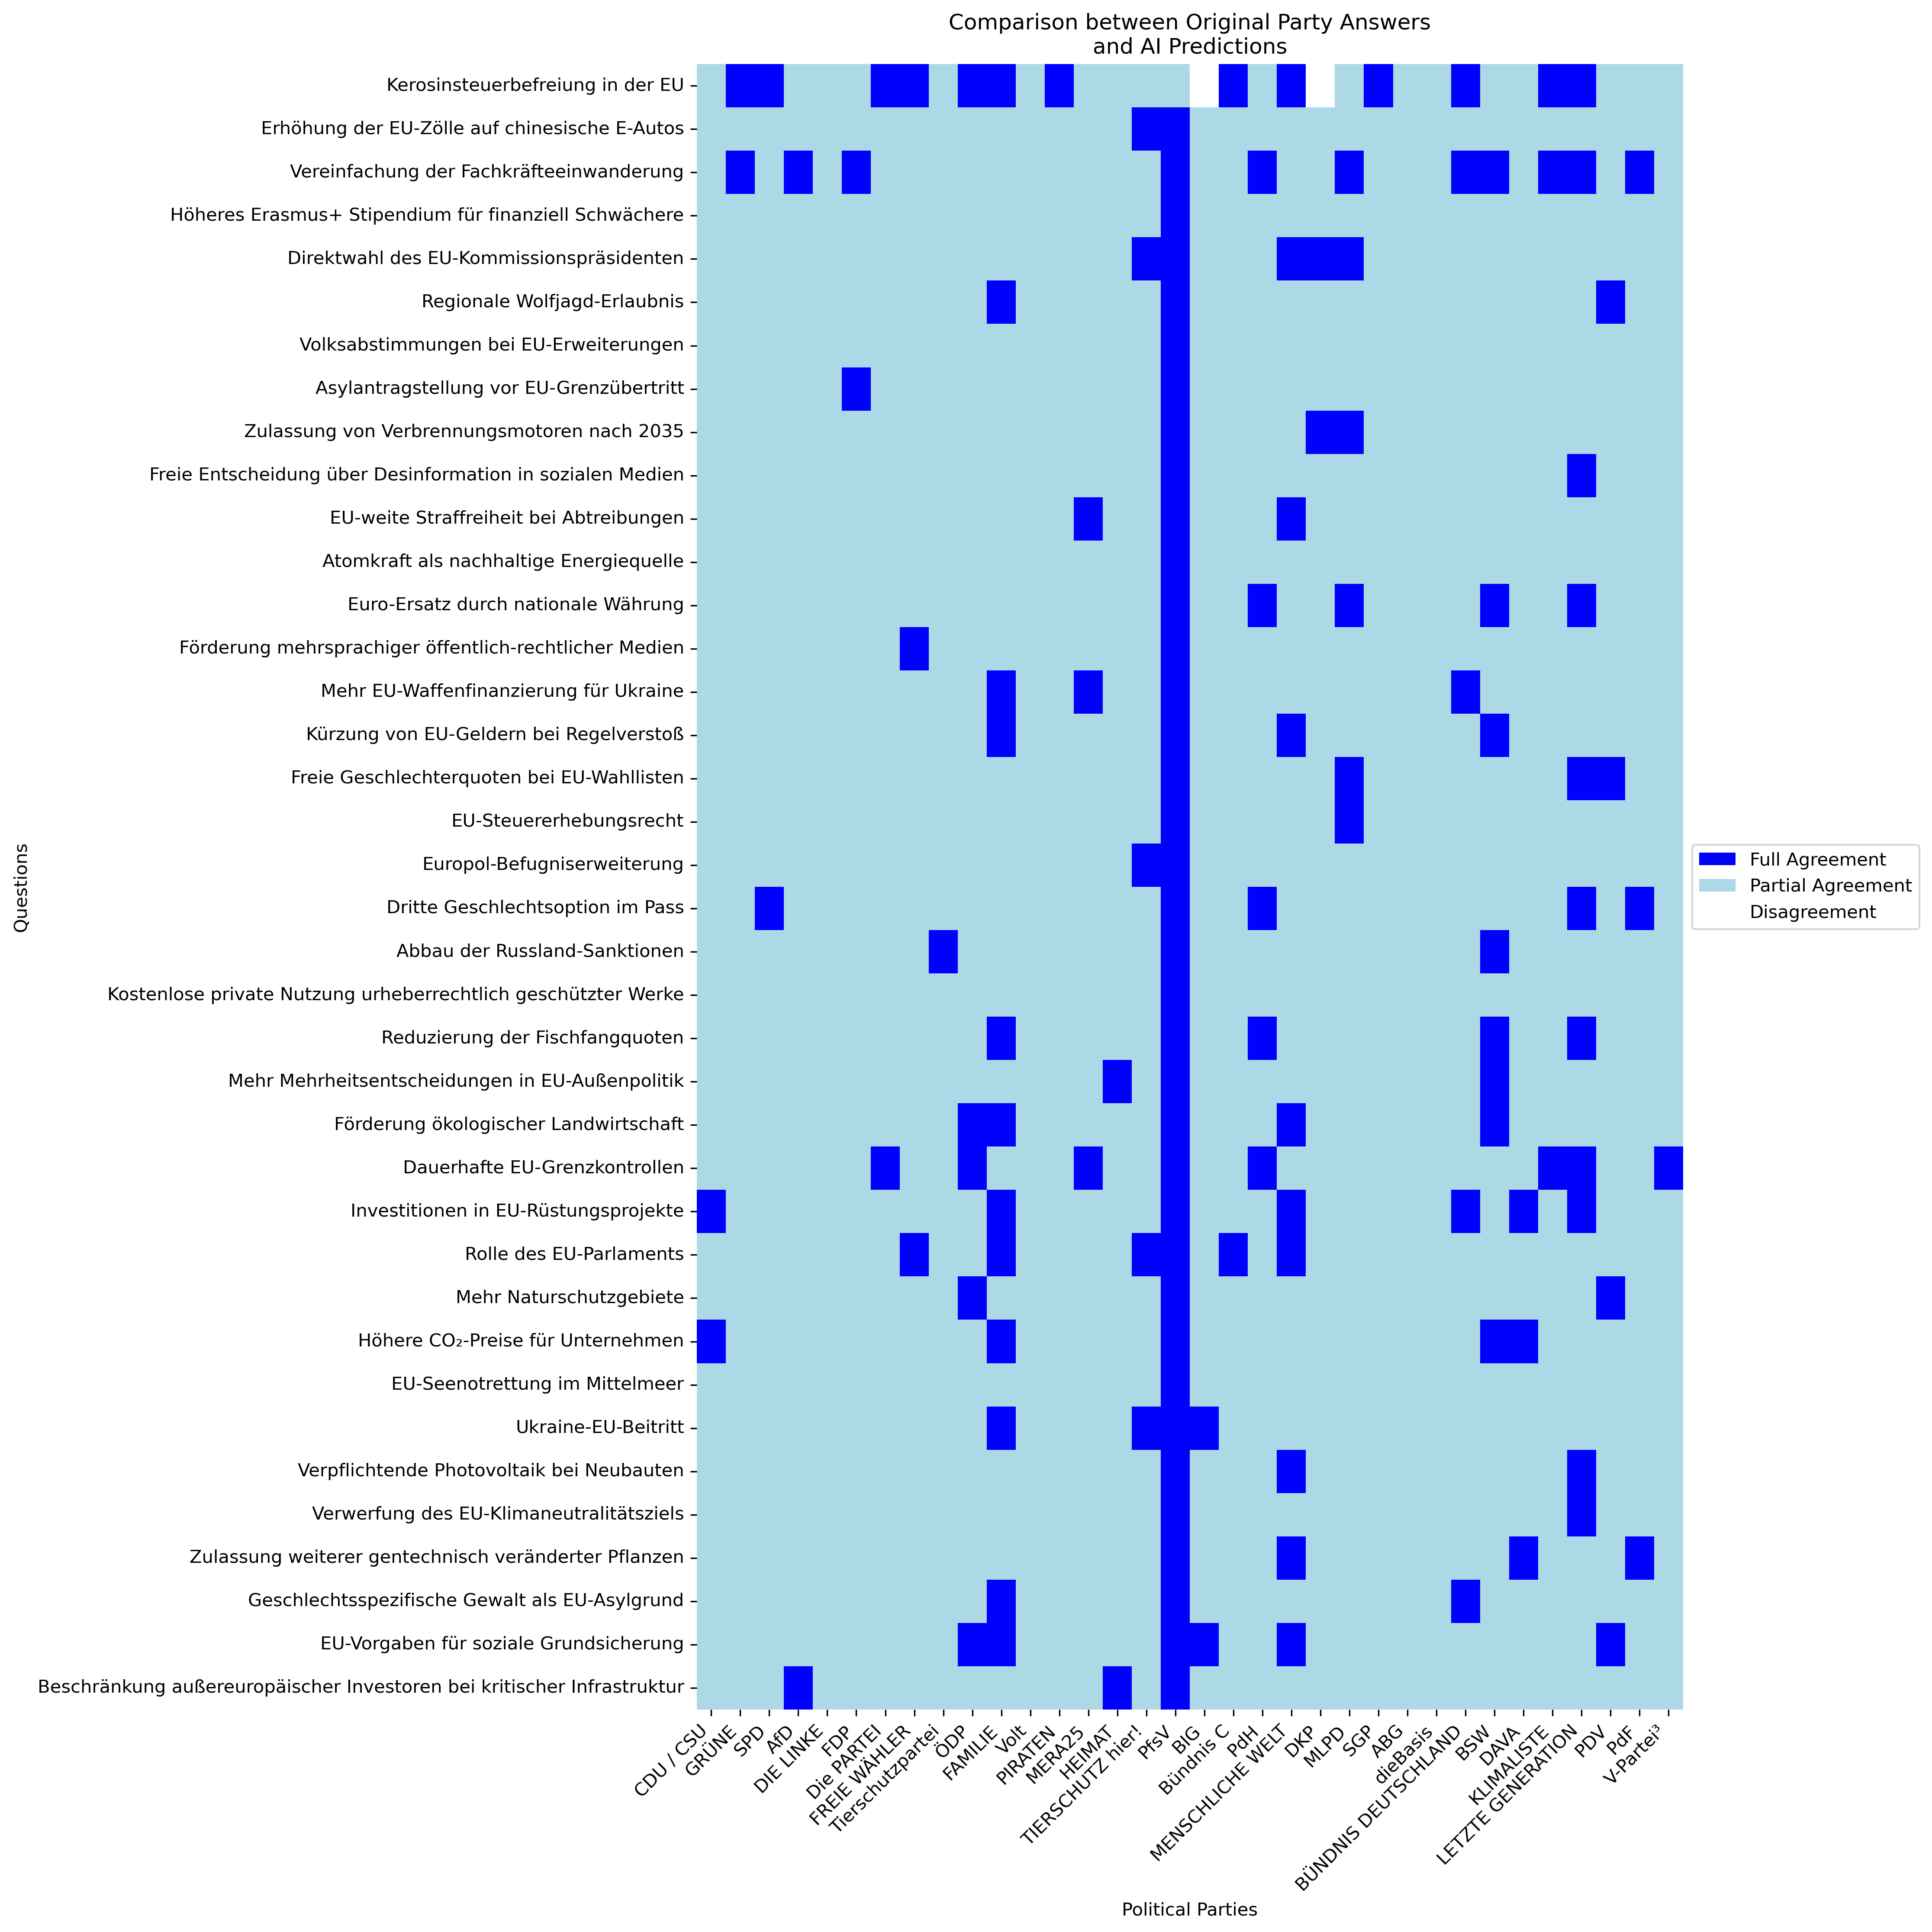 Comparison between Original Party Answers
and AI Predictions
Kerosinsteuerbefreiung in der EU
Erhöhung der EU-Zölle auf chinesische E-Autos
Vereinfachung der Fachkräfteeinwanderung
Höheres Erasmus+ Stipendium für finanziell Schwächere
Direktwahl des EU-Kommissionspräsidenten
Regionale Wolfjagd-Erlaubnis
Volksabstimmungen bei EU-Erweiterungen
Asylantragstellung vor EU-Grenzübertritt
Zulassung von Verbrennungsmotoren nach 2035
Freie Entscheidung über Desinformation in sozialen Medien
EU-weite Straffreiheit bei Abtreibungen
Atomkraft als nachhaltige Energiequelle
Euro-Ersatz durch nationale Währung
Förderung mehrsprachiger öffentlich-rechtlicher Medien
Mehr EU-Waffenfinanzierung für Ukraine
Kürzung von EU-Geldern bei Regelverstoß
Freie Geschlechterquoten bei EU-Wahllisten
EU-Steuererhebungsrecht
Europol-Befugniserweiterung
Dritte Geschlechtsoption im Pass
Abbau der Russland-Sanktionen
Kostenlose private Nutzung urheberrechtlich geschützter Werke
Reduzierung der Fischfangquoten
Mehr Mehrheitsentscheidungen in EU-Außenpolitik
Förderung ökologischer Landwirtschaft
Dauerhafte EU-Grenzkontrollen
Investitionen in EU-Rüstungsprojekte
Rolle des EU-Parlaments
Mehr Naturschutzgebiete
Höhere CO₂-Preise für Unternehmen
EU-Seenotrettung im Mittelmeer
Ukraine-EU-Beitritt
Verpflichtende Photovoltaik bei Neubauten
Verwerfung des EU-Klimaneutralitätsziels
Zulassung weiterer gentechnisch veränderter Pflanzen
Geschlechtsspezifische Gewalt als EU-Asylgrund
EU-Vorgaben für soziale Grundsicherung
Beschränkung außereuropäischer Investoren bei kritischer Infrastruktur
Questions
Full Agreement
Partial Agreement
Disagreement
CDU / CSU
GRÜNE
SPD
AfD
DIE LINKE
FDP
Die PARTEI
FREIE WÄHLER
Tierschutzpartei
ÖDP
FAMILIE
Volt
PIRATEN
MERA25
HEIMAT
TIERSCHUTZ hier!
PfsV
BIG
Bündnis C
PdH
MENSCHLICHE WELT
DKP
MLPD
SGP
ABG
dieBasis
BÜNDNIS DEUTSCHLAND
BSW
DAVA
KLIMALISTE
LETZTE GENERATION
PDV
PdF
V-Partei³
Political Parties